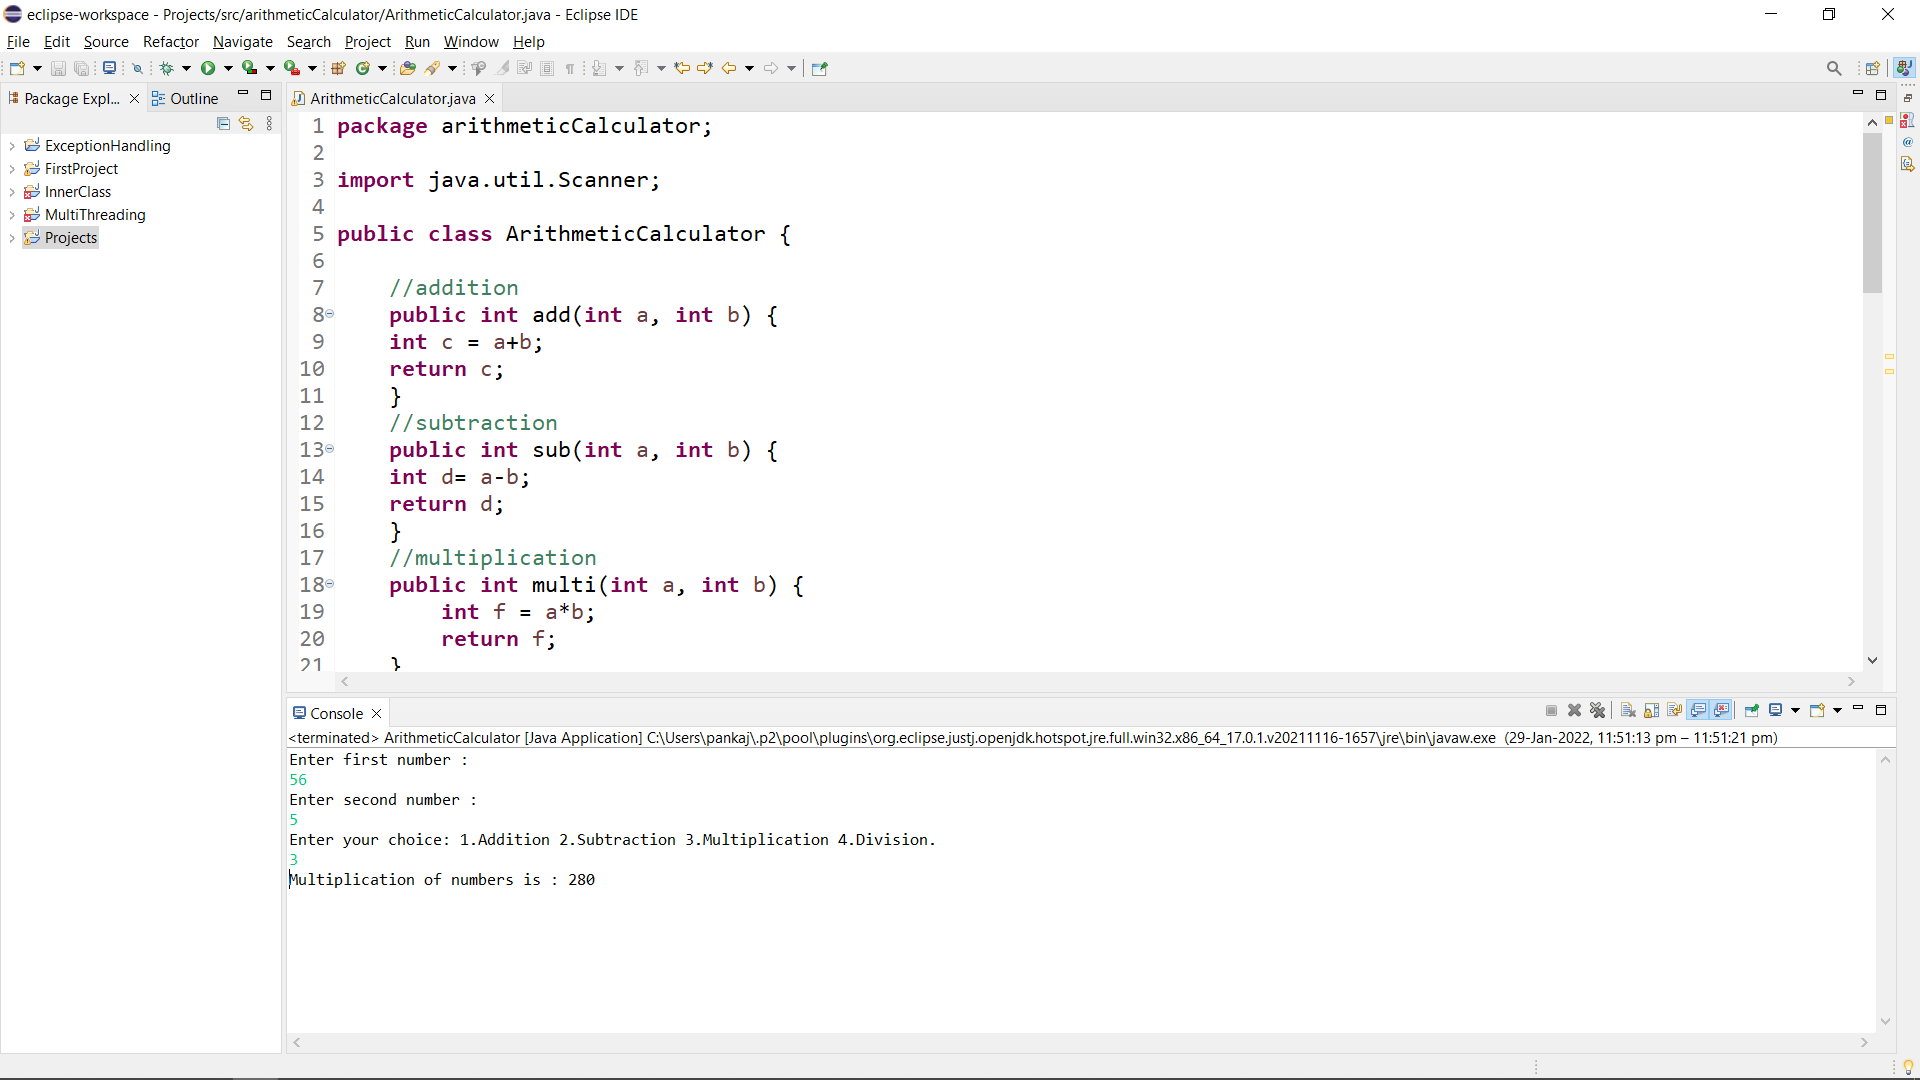 eclipse-workspace - Projects/src/arithmeticCalculator/ArithmeticCalculator.java - Eclipse IDE
File Edit Source Refactor Navigate Search Project Run Window Help
Package Expl... Outline
ExceptionHandling
FirstProject
InnerClass
MultiThreading
Projects
ArithmeticCalculator.java
1 package arithmeticCalculator;
2
3 import java.util.Scanner;
4
5 public class ArithmeticCalculator {
6
7 //addition
8 public int add(int a, int b) {
9 int c = a+b;
10 return c;
11 }
12 //subtraction
13 public int sub(int a, int b) {
14 int d= a-b;
15 return d;
16 }
17 //multiplication
18 public int multi(int a, int b) {
19 int f = a*b;
20 return f;
21 }
Console
<terminated> ArithmeticCalculator [Java Application] C:\Users\pankaj\.p2\pool\plugins\org.eclipse.justj.openjdk.hotspot.jre.full.win32.x86_64_17.0.1.v20211116-1657\jre\bin\javaw.exe (29-Jan-2022, 11:51:13 pm – 11:51:21 pm)
Enter first number :
56
Enter second number :
5
Enter your choice: 1.Addition 2.Subtraction 3.Multiplication 4.Division.
3
Multiplication of numbers is : 280